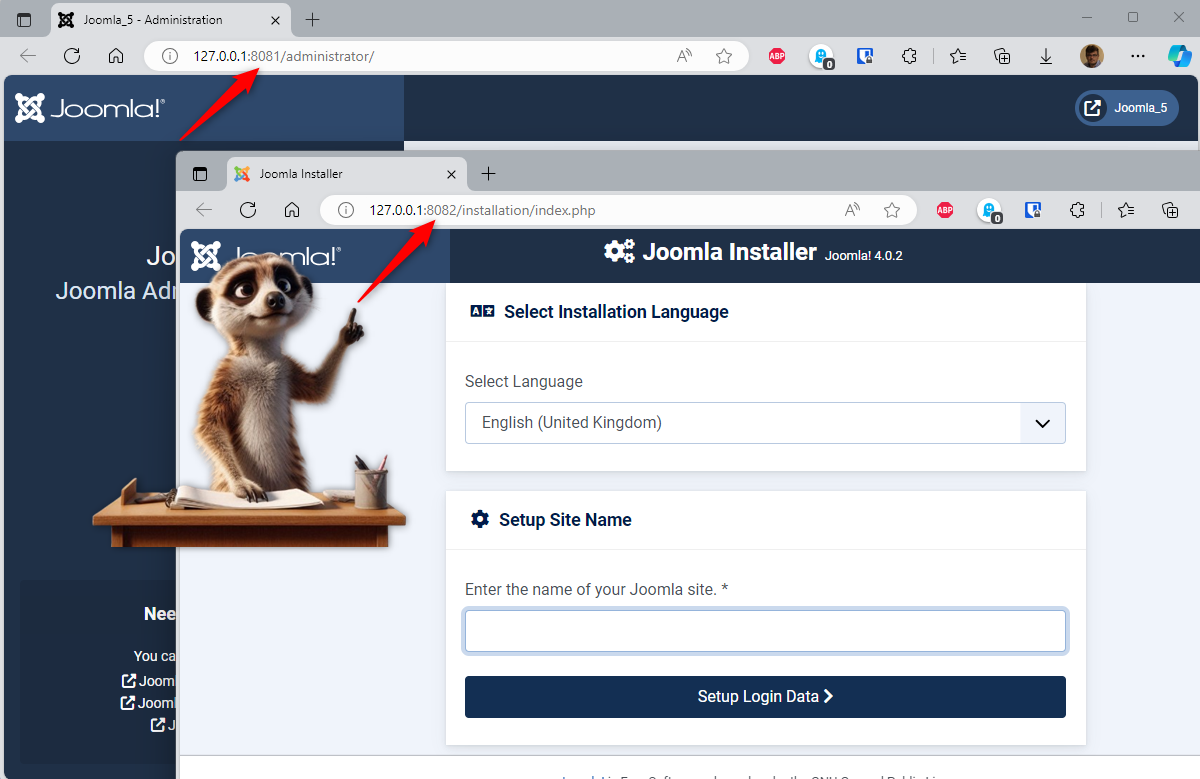 Joomla_5 - Administration
127.0.0.1:8081/administrator/
ABP
0
Joomla!®
Joomla_5
Joomla Installer
127.0.0.1:8082/installation/index.php
ABP
0
Jo
Joomla Adr
Joomla!®
Joomla Installer Joomla! 4.0.2
Select Installation Language
Select Language
English (United Kingdom)
Setup Site Name
Enter the name of your Joomla site. *
Setup Login Data
Nee
You ca
Joom
Jooml
J